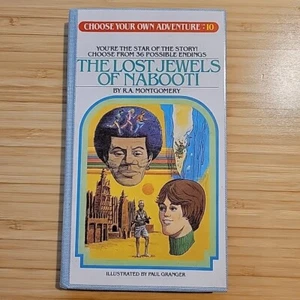 CHOOSE YOUR OWN ADVENTURE • 10
YOU'RE THE STAR OF THE STORY!
CHOOSE FROM 36 POSSIBLE ENDINGS
THE LOST JEWELS
OF NABOOTI
BY R.A. MONTGOMERY
ILLUSTRATED BY PAUL GRANGER